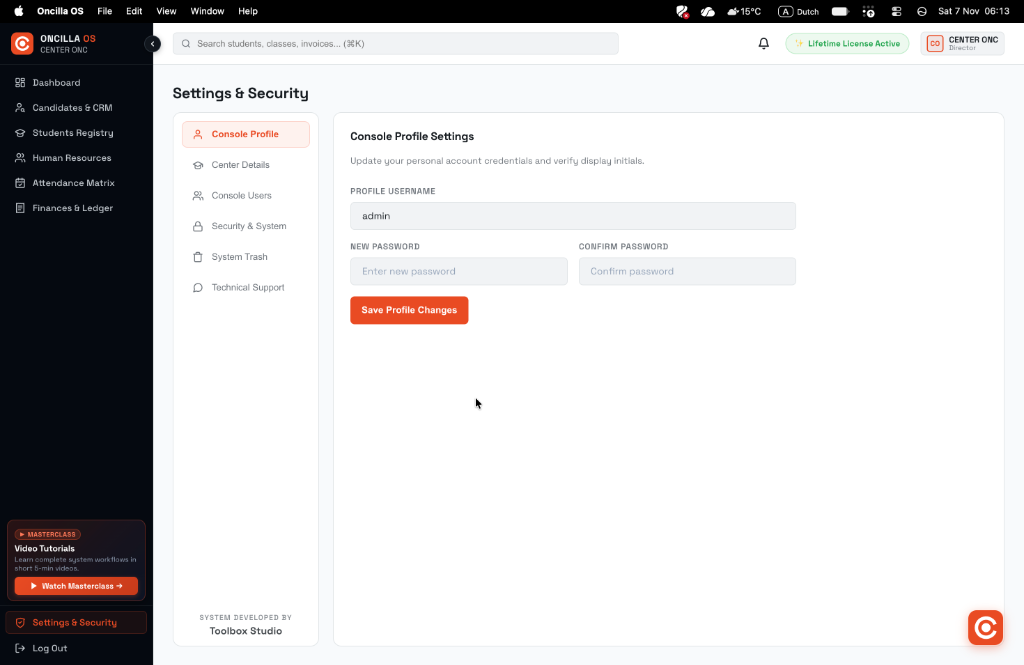 Oncilla OS File Edit View Window Help
15°C A Dutch Sat 7 Nov 06:13
ONCILLA OS
CENTER ONC
Search students, classes, invoices... (⌘K)
✨ Lifetime License Active
CO
CENTER ONC
Director
Dashboard
Candidates & CRM
Students Registry
Human Resources
Attendance Matrix
Finances & Ledger
MASTERCLASS
Video Tutorials
Learn complete system workflows in
short 5-min videos.
Watch Masterclass →
Settings & Security
Log Out
Settings & Security
Console Profile
Center Details
Console Users
Security & System
System Trash
Technical Support
SYSTEM DEVELOPED BY
Toolbox Studio
Console Profile Settings
Update your personal account credentials and verify display initials.
PROFILE USERNAME
admin
NEW PASSWORD CONFIRM PASSWORD
Enter new password Confirm password
Save Profile Changes